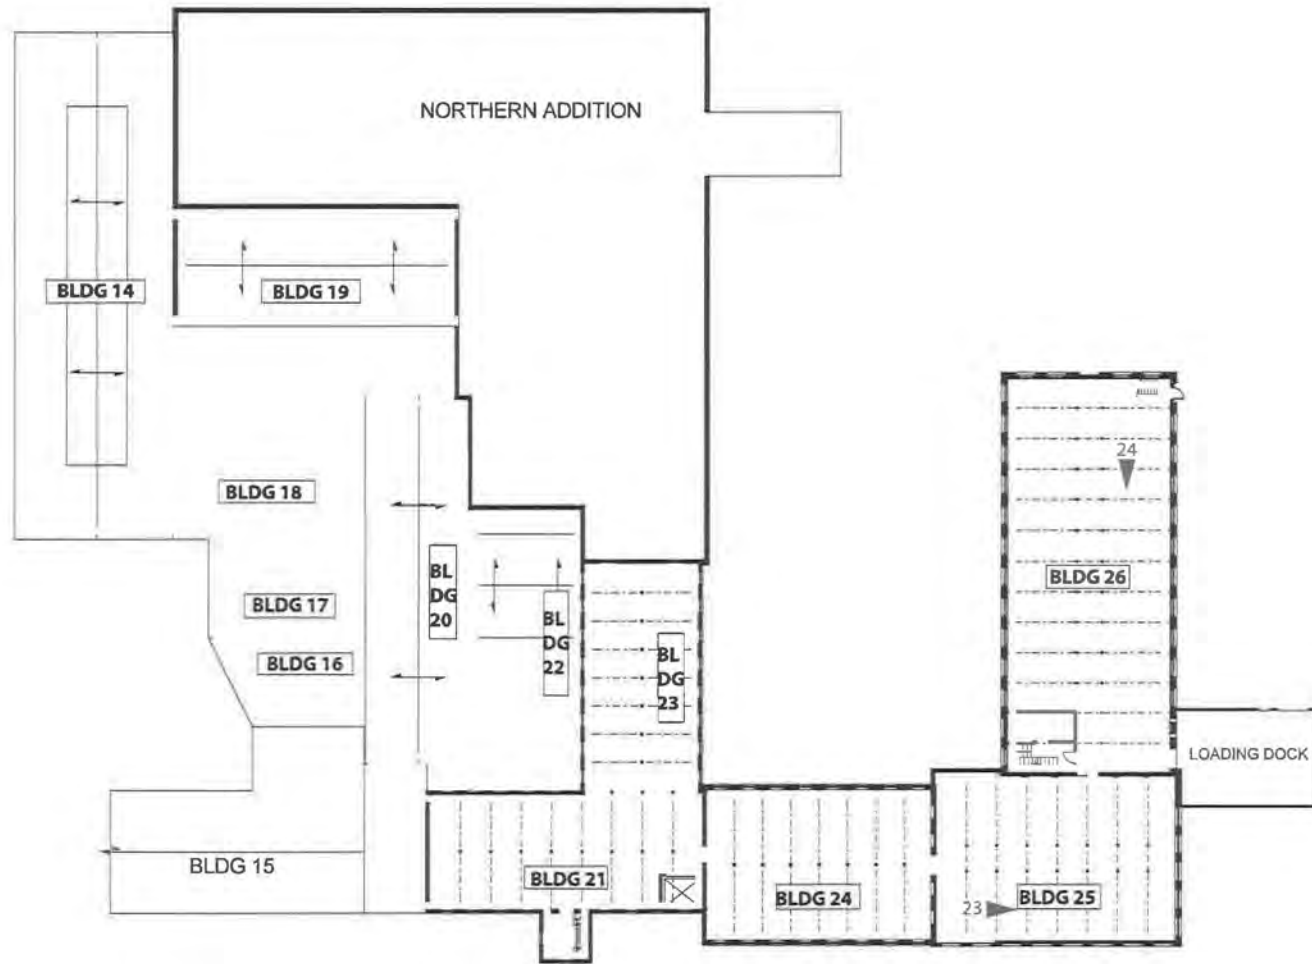 NORTHERN ADDITION
BLDG 14
BLDG 19
24
BLDG 18
BL
DG
20
BLDG 26
BLDG 17
BL
DG
22
BL
DG
23
BLDG 16
LOADING DOCK
BLDG 15
BLDG 21
BLDG 24
23
BLDG 25